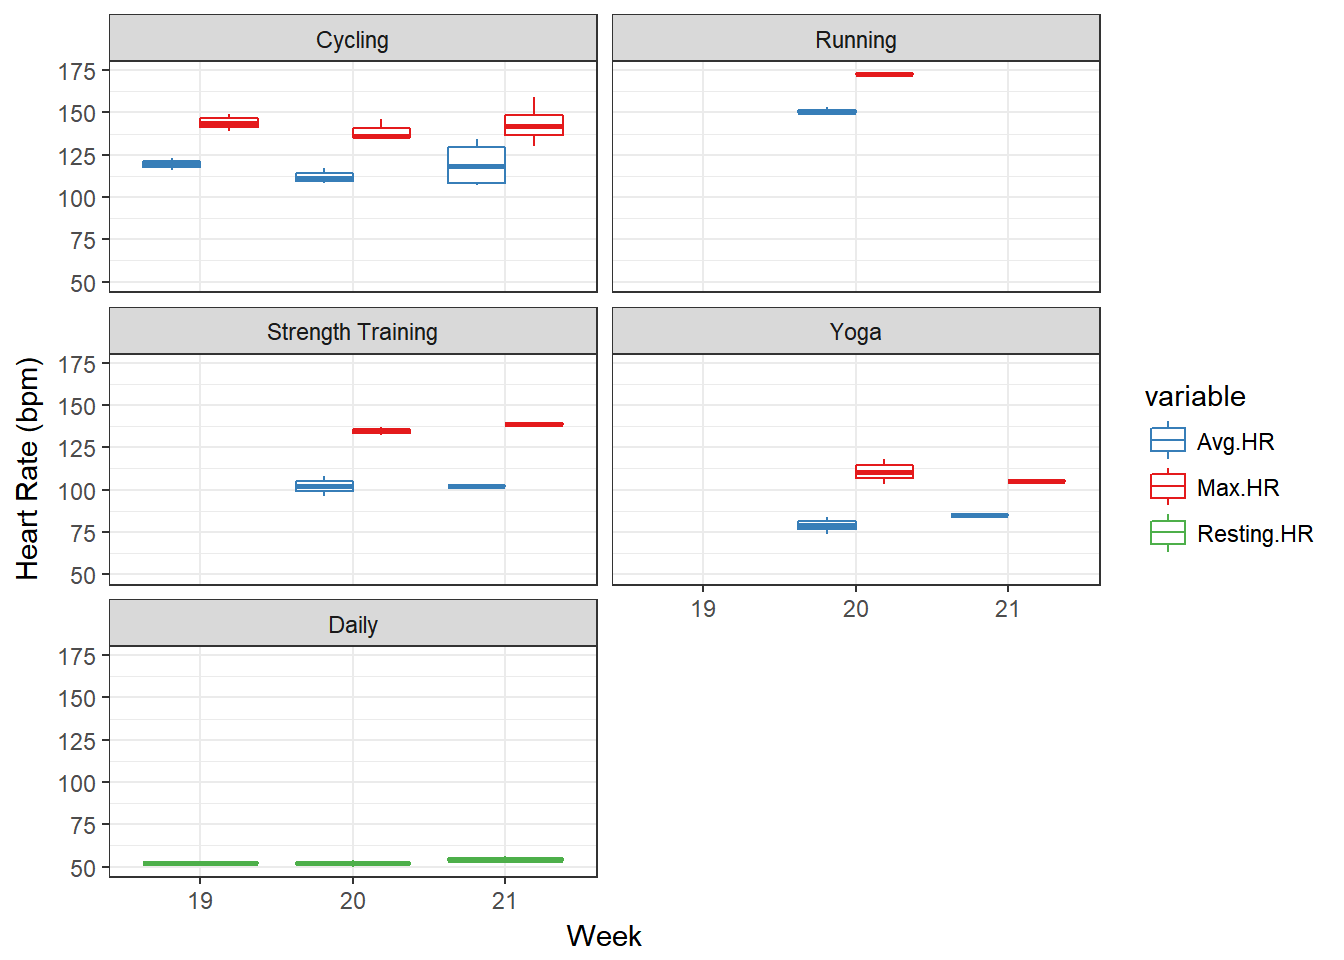 Cycling
Running
175
150
125
100
75
50
Strength Training
Yoga
175
150
125
100
75
50
19 20 21
Daily
175
150
125
100
75
50
19 20 21
Heart Rate (bpm)
Week
variable
Avg.HR
Max.HR
Resting.HR